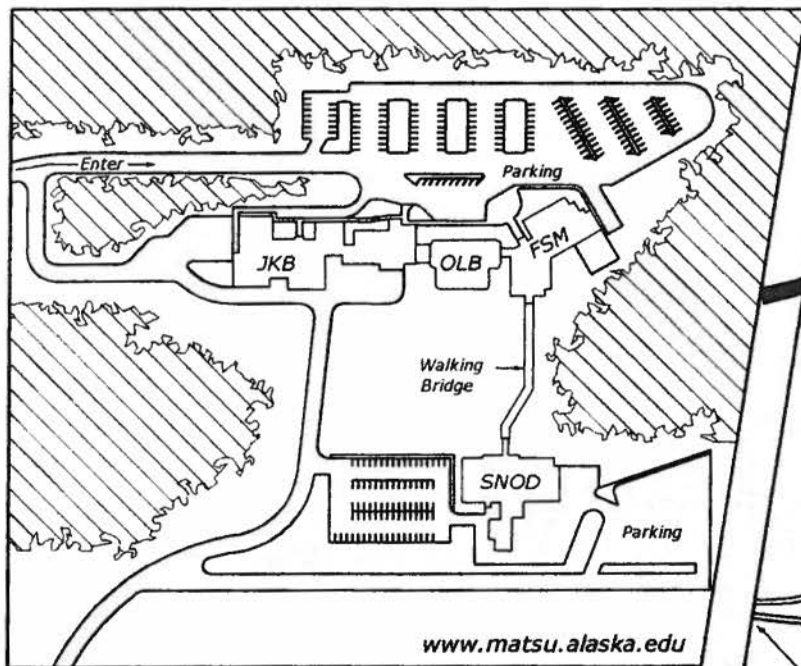 Enter
Parking
JKB
OLB
FSM
Walking
Bridge
SNOD
Parking
www.matsu.alaska.edu